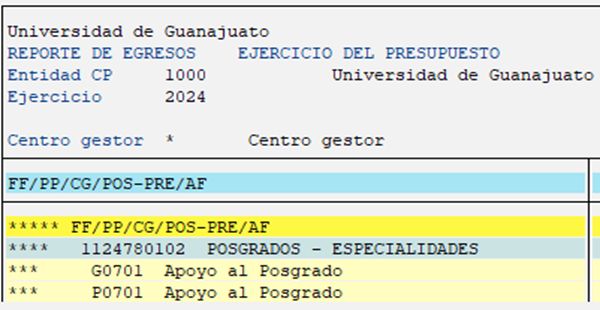 Universidad de Guanajuato
REPORTE DE EGRESOS EJERCICIO DEL PRESUPUESTO
Entidad CP 1000 Universidad de Guanajuato
Ejercicio 2024
Centro gestor * Centro gestor
FF/PP/CG/POS-PRE/AF
***** FF/PP/CG/POS-PRE/AF
**** 1124780102 POSGRADOS - ESPECIALIDADES
*** G0701 Apoyo al Posgrado
*** P0701 Apoyo al Posgrado